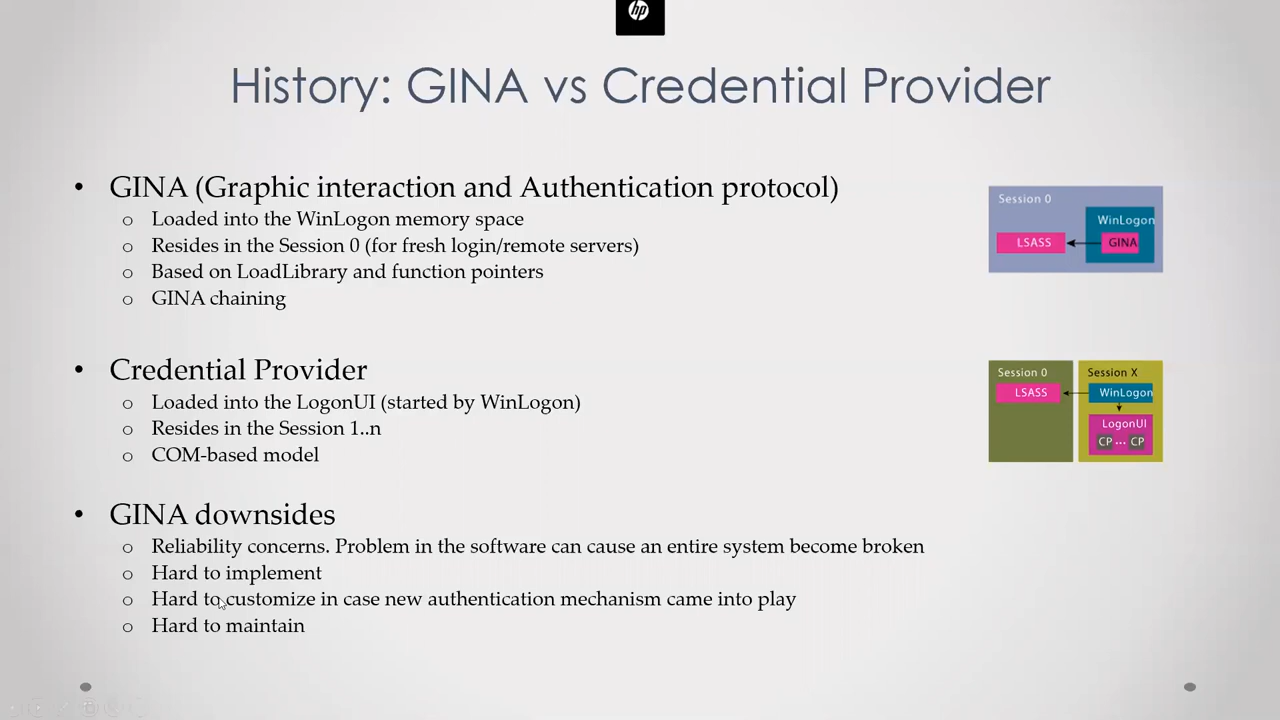 hp
History: GINA vs Credential Provider
• GINA (Graphic interaction and Authentication protocol)
o Loaded into the WinLogon memory space
o Resides in the Session 0 (for fresh login/remote servers)
o Based on LoadLibrary and function pointers
o GINA chaining
Session 0
WinLogon
LSASS
GINA
• Credential Provider
o Loaded into the LogonUI (started by WinLogon)
o Resides in the Session 1..n
o COM-based model
Session 0
Session X
LSASS
WinLogon
LogonUI
CP ... CP
• GINA downsides
o Reliability concerns. Problem in the software can cause an entire system become broken
o Hard to implement
o Hard to customize in case new authentication mechanism came into play
o Hard to maintain